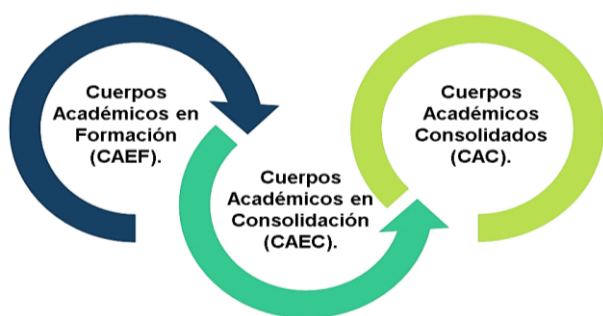 Cuerpos
Académicos en
Formación
(CAEF).
Cuerpos
Académicos en
Consolidación
(CAEC).
Cuerpos
Académicos
Consolidados
(CAC).